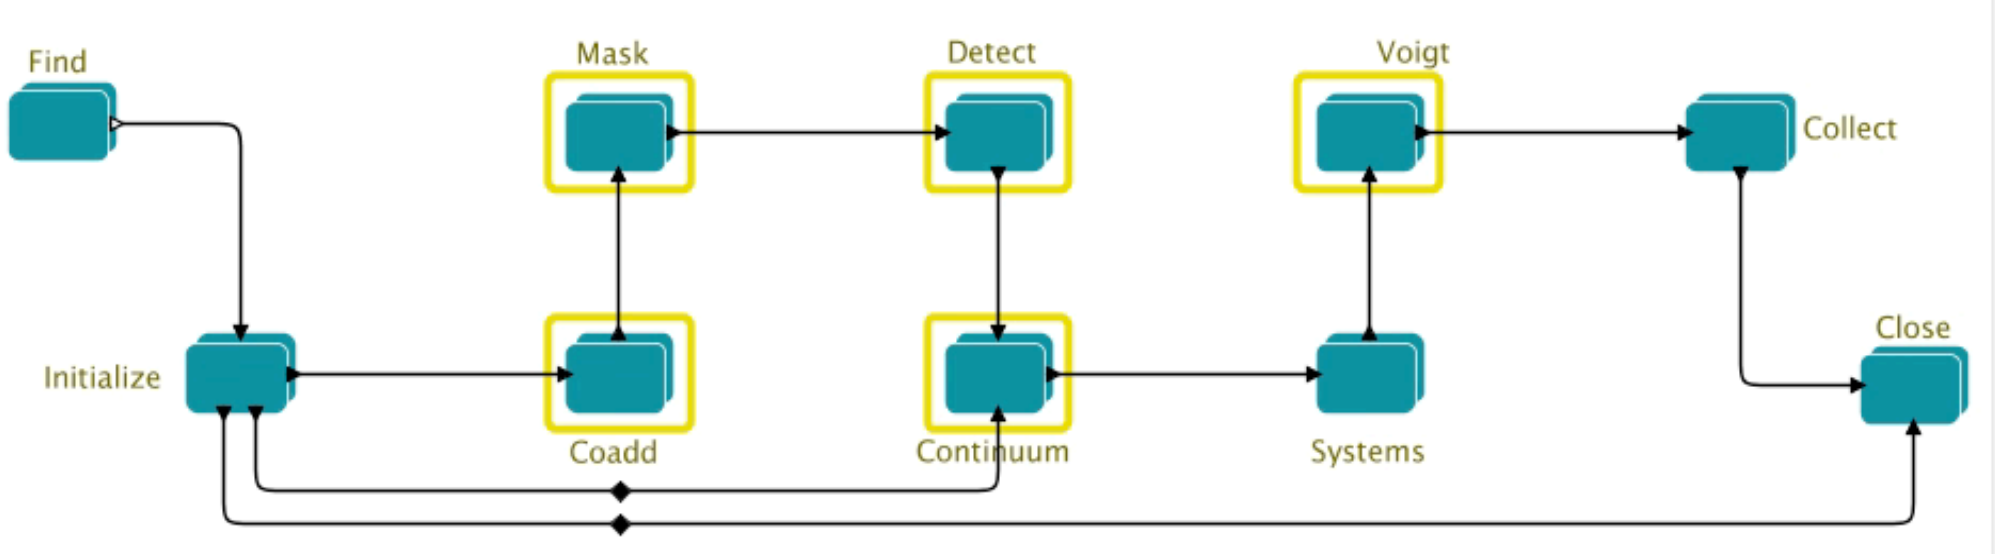 Find
Mask
Detect
Voigt
Collect
Initialize
Coadd
Continuum
Systems
Close